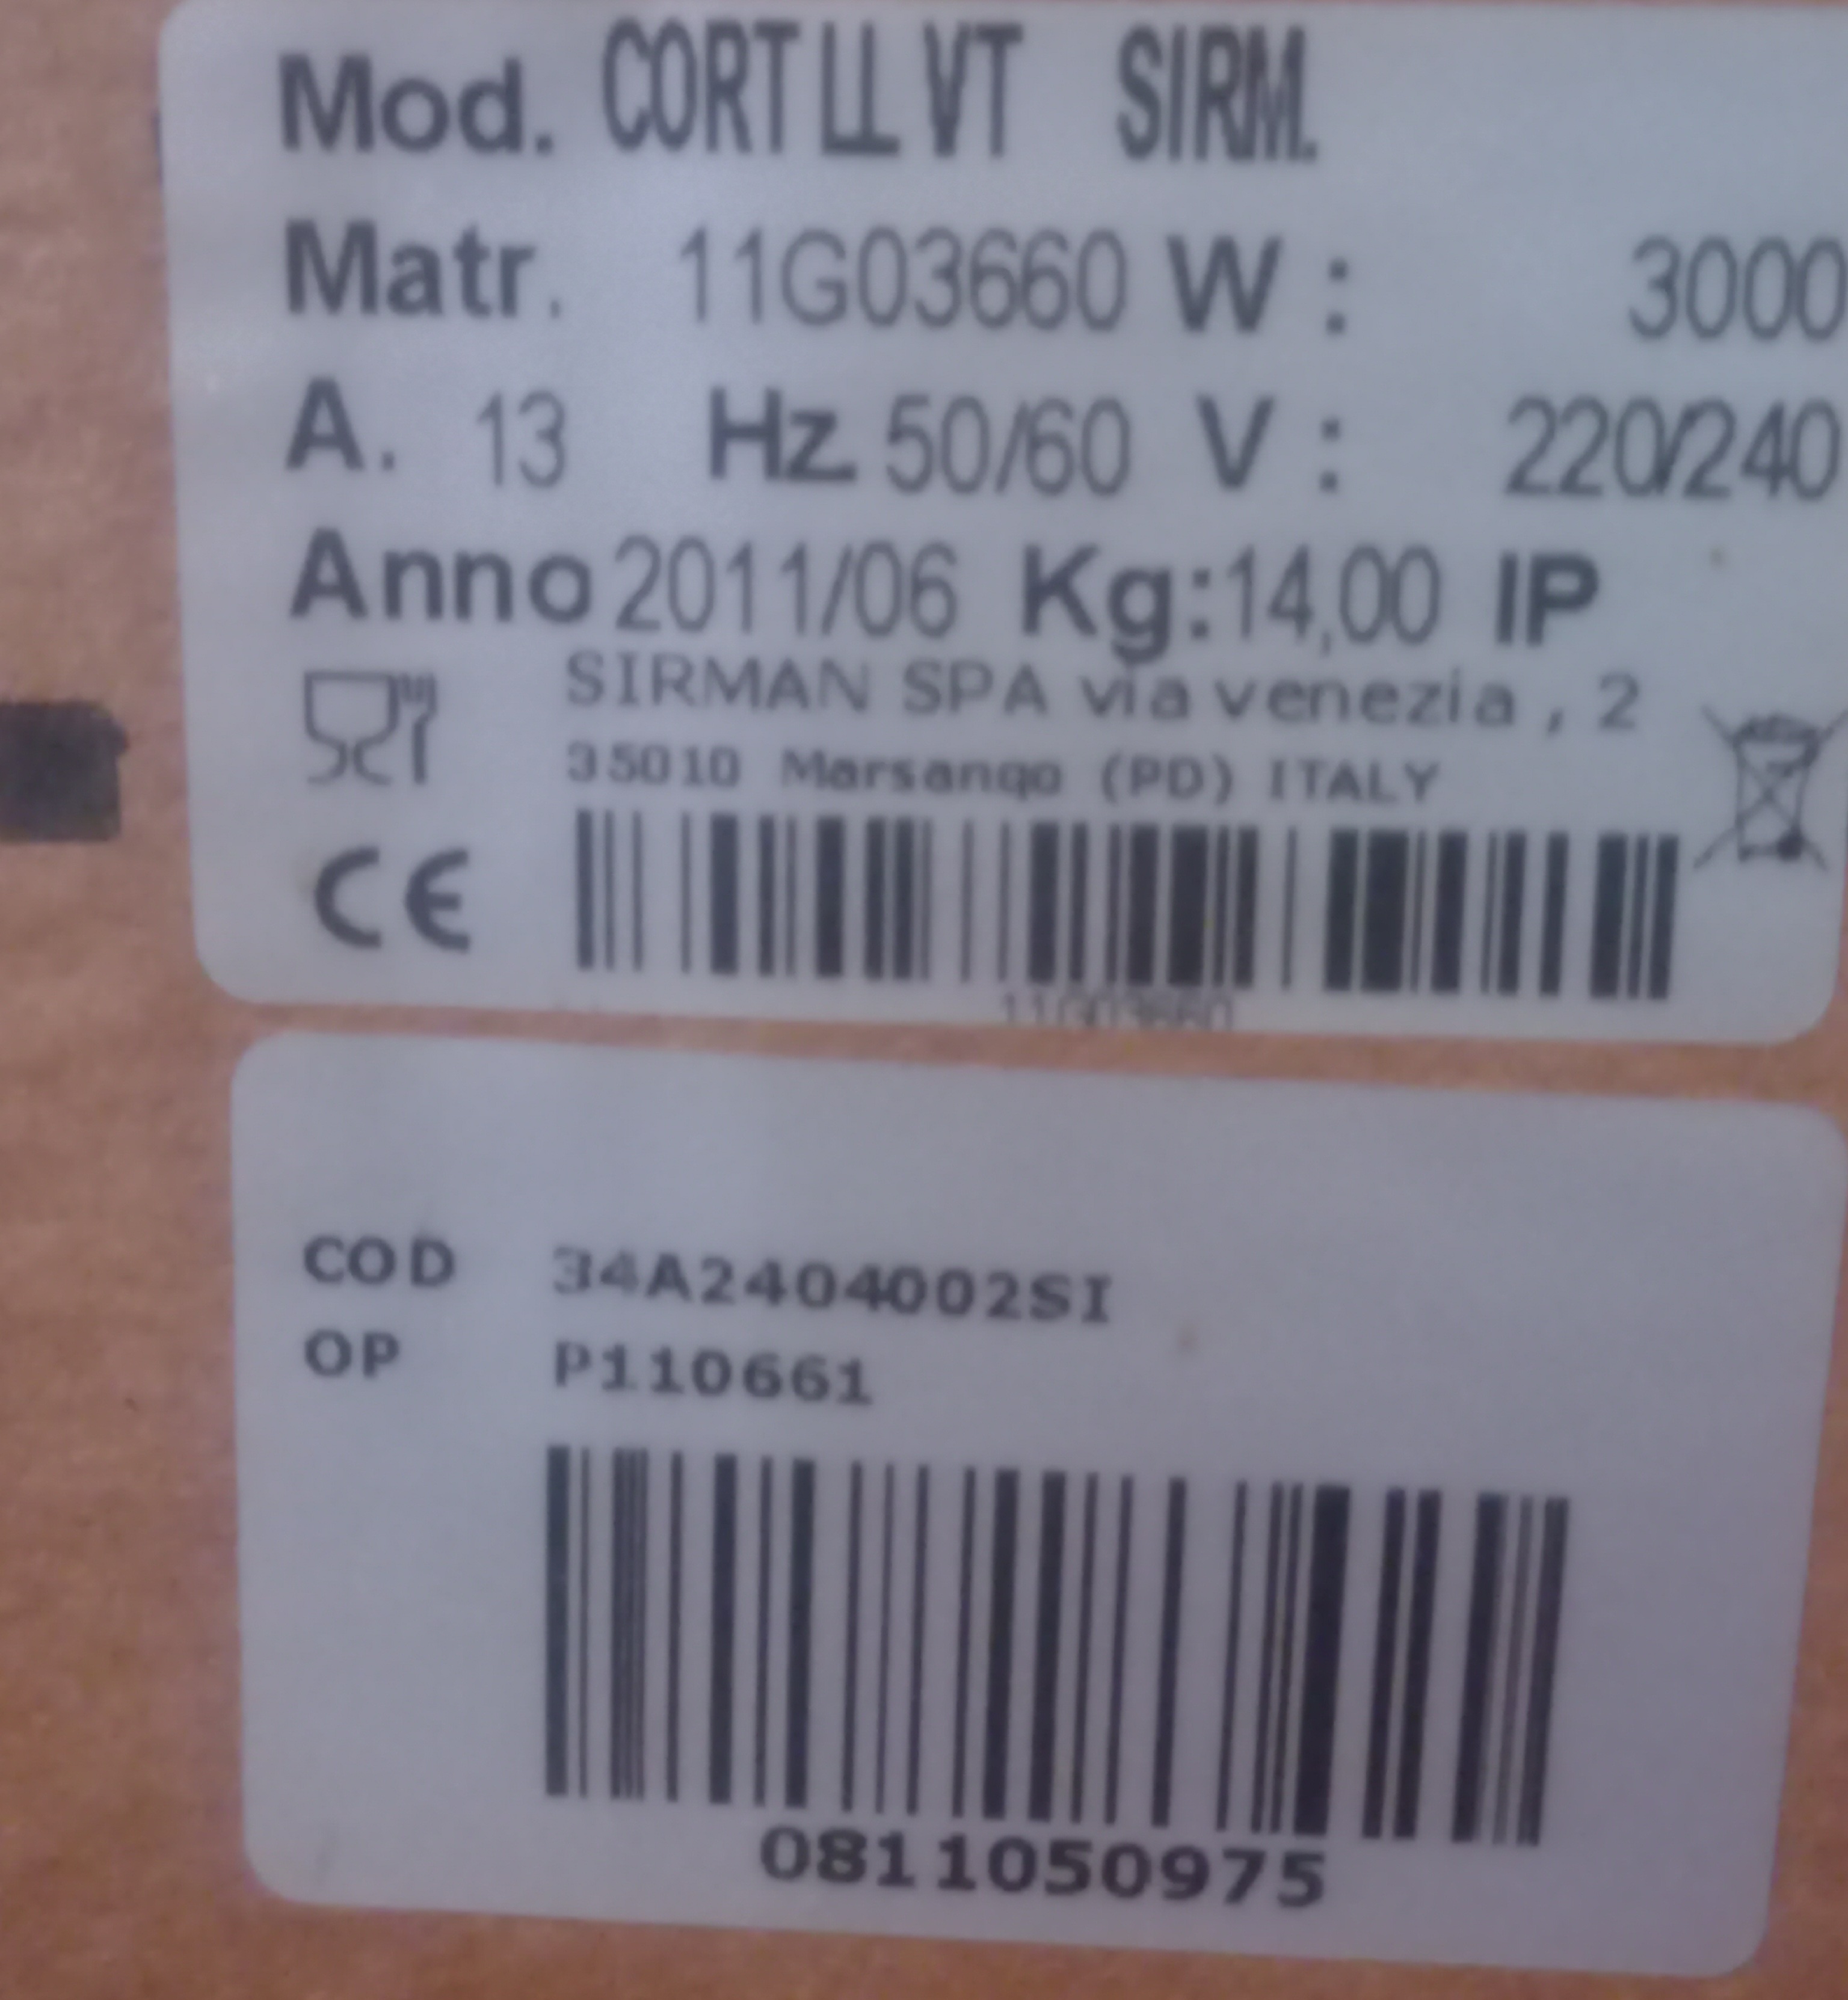 Mod. CORT LL VT SIRM.
Matr. 11G03660 W : 3000
A. 13 Hz. 50/60 V : 220/240
Anno 2011/06 Kg:14,00 IP
SIRMAN SPA via venezia , 2
35010 Marsango (PD) ITALY
CE
11G03660
COD 34A2404002SI
OP P110661
0811050975